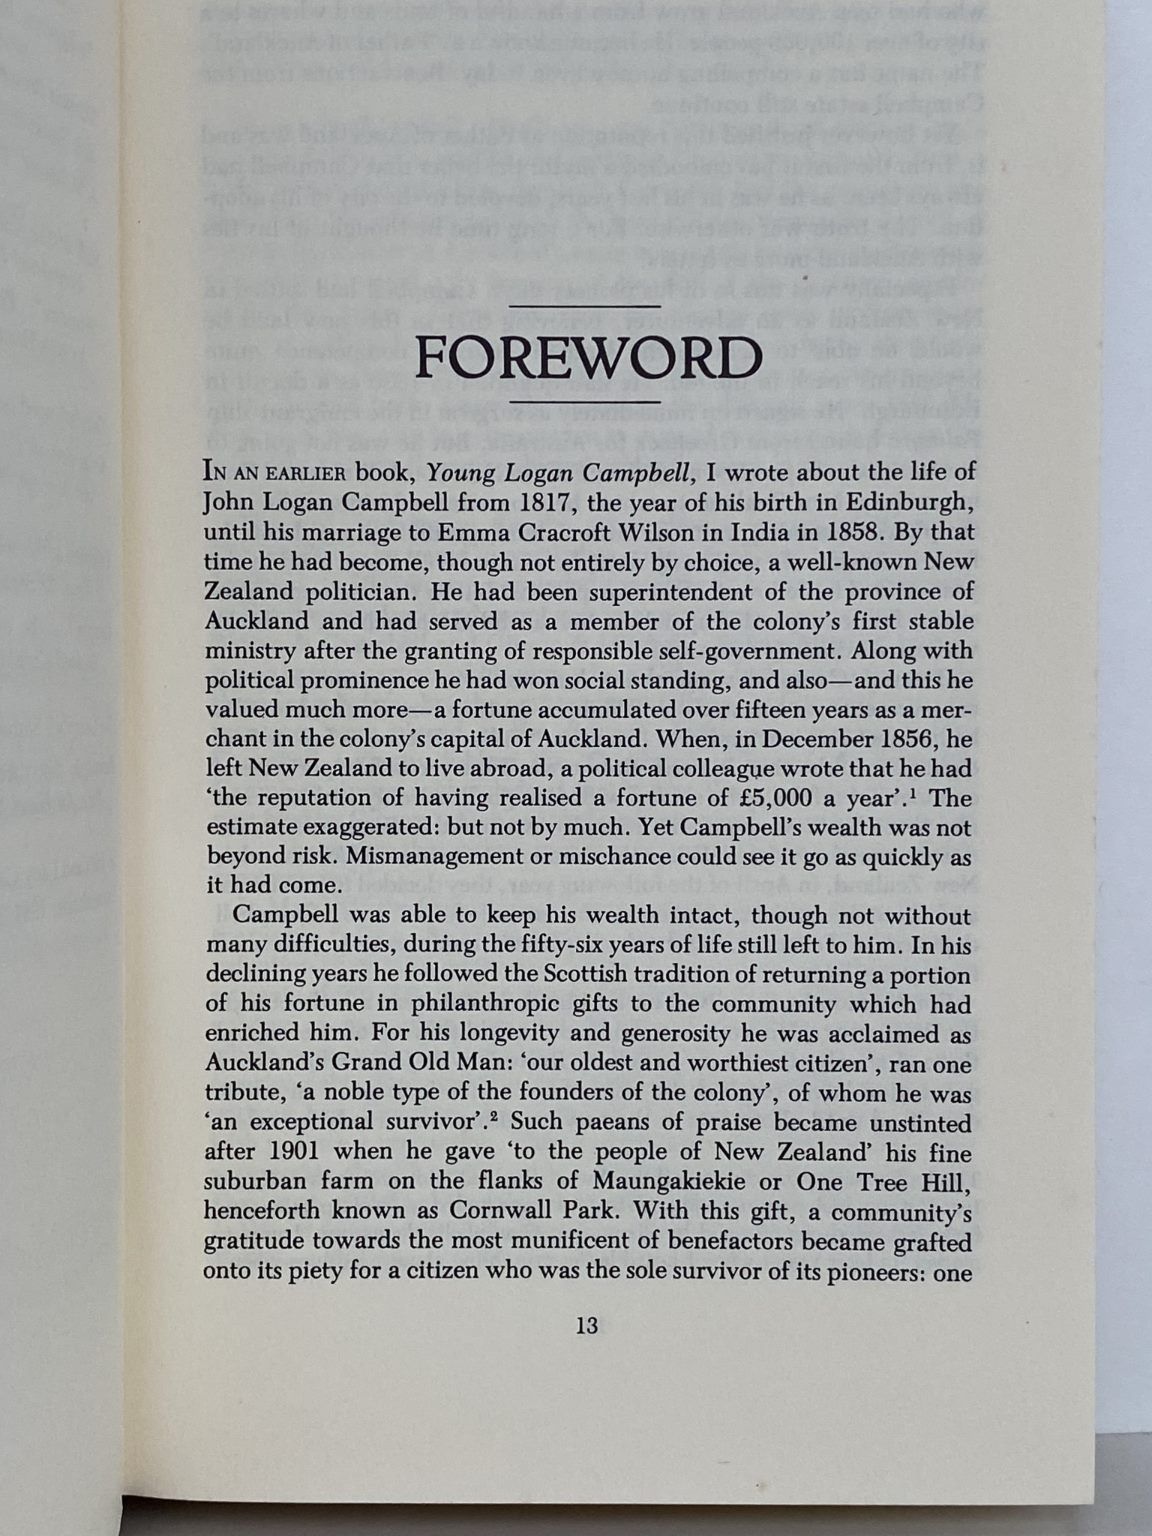 FOREWORD
IN AN EARLIER book, Young Logan Campbell, I wrote about the life of
John Logan Campbell from 1817, the year of his birth in Edinburgh,
until his marriage to Emma Cracroft Wilson in India in 1858. By that
time he had become, though not entirely by choice, a well-known New
Zealand politician. He had been superintendent of the province of
Auckland and had served as a member of the colony's first stable
ministry after the granting of responsible self-government. Along with
political prominence he had won social standing, and also—and this he
valued much more—a fortune accumulated over fifteen years as a mer-
chant in the colony's capital of Auckland. When, in December 1856, he
left New Zealand to live abroad, a political colleague wrote that he had
‘the reputation of having realised a fortune of £5,000 a year’.¹ The
estimate exaggerated: but not by much. Yet Campbell's wealth was not
beyond risk. Mismanagement or mischance could see it go as quickly as
it had come.
Campbell was able to keep his wealth intact, though not without
many difficulties, during the fifty-six years of life still left to him. In his
declining years he followed the Scottish tradition of returning a portion
of his fortune in philanthropic gifts to the community which had
enriched him. For his longevity and generosity he was acclaimed as
Auckland's Grand Old Man: ‘our oldest and worthiest citizen’, ran one
tribute, ‘a noble type of the founders of the colony’, of whom he was
‘an exceptional survivor’.² Such paeans of praise became unstinted
after 1901 when he gave ‘to the people of New Zealand’ his fine
suburban farm on the flanks of Maungakiekie or One Tree Hill,
henceforth known as Cornwall Park. With this gift, a community's
gratitude towards the most munificent of benefactors became grafted
onto its piety for a citizen who was the sole survivor of its pioneers: one
13